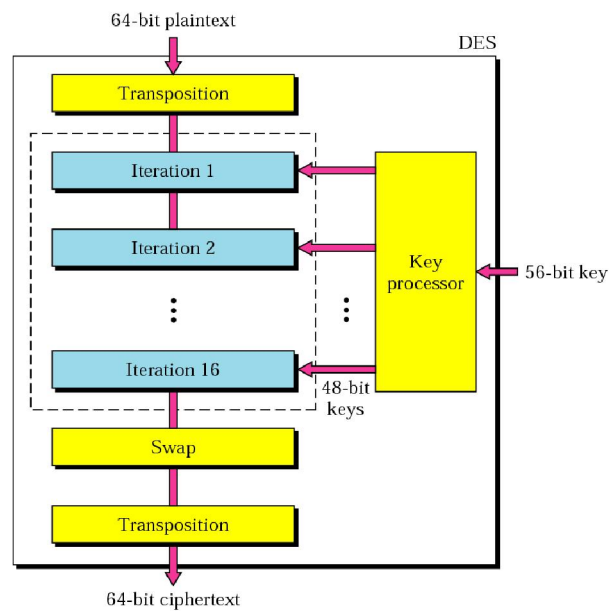 64-bit plaintext
DES
Transposition
Iteration 1
Iteration 2
Key
processor
56-bit key
Iteration 16
48-bit
keys
Swap
Transposition
64-bit ciphertext